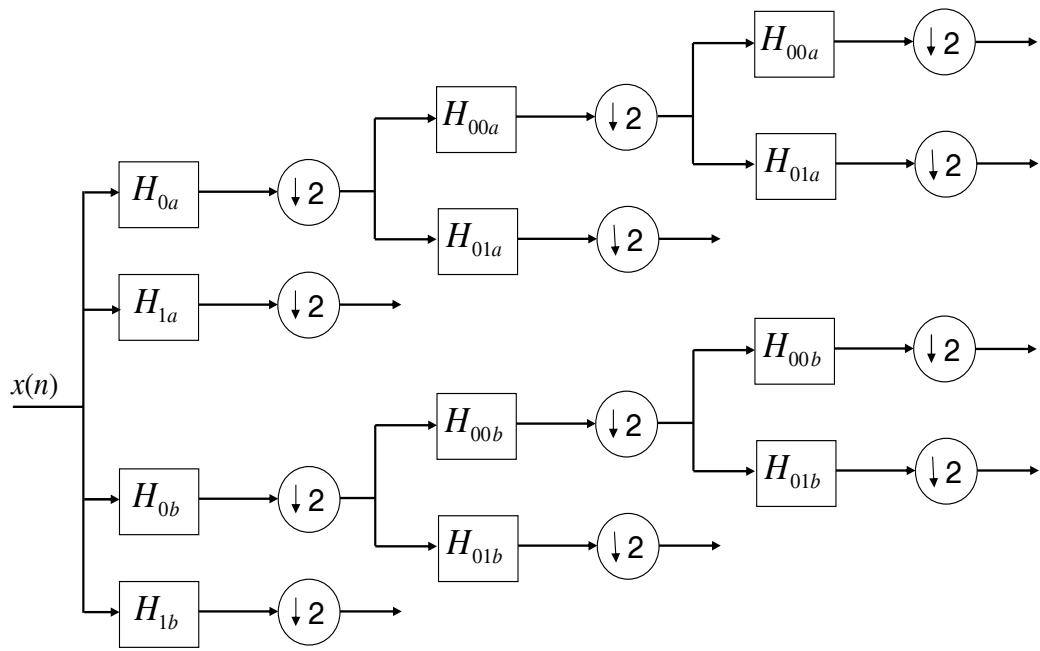 H00a ↓2
H00a ↓2
H01a ↓2
H0a ↓2
H01a ↓2
H1a ↓2
H00b ↓2
x(n)
H00b ↓2
H01b ↓2
H0b ↓2
H01b ↓2
H1b ↓2